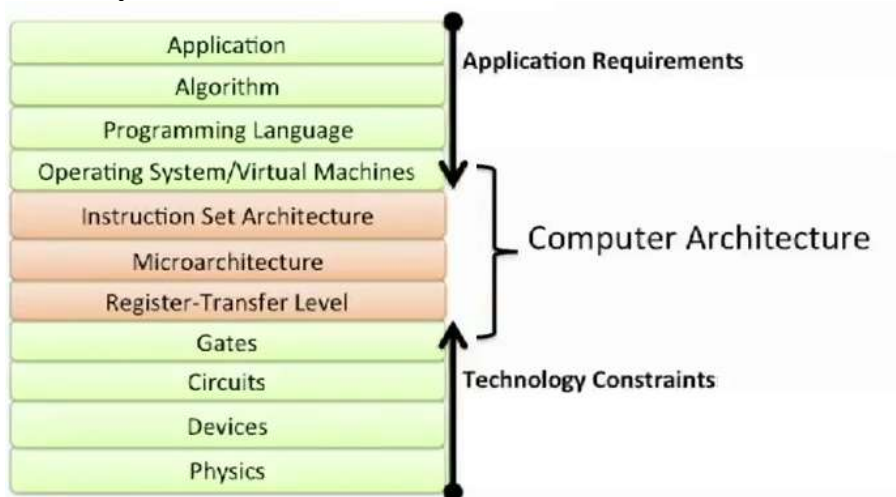 Application
Algorithm
Programming Language
Operating System/Virtual Machines
Instruction Set Architecture
Microarchitecture
Register-Transfer Level
Gates
Circuits
Devices
Physics
Application Requirements
Computer Architecture
Technology Constraints